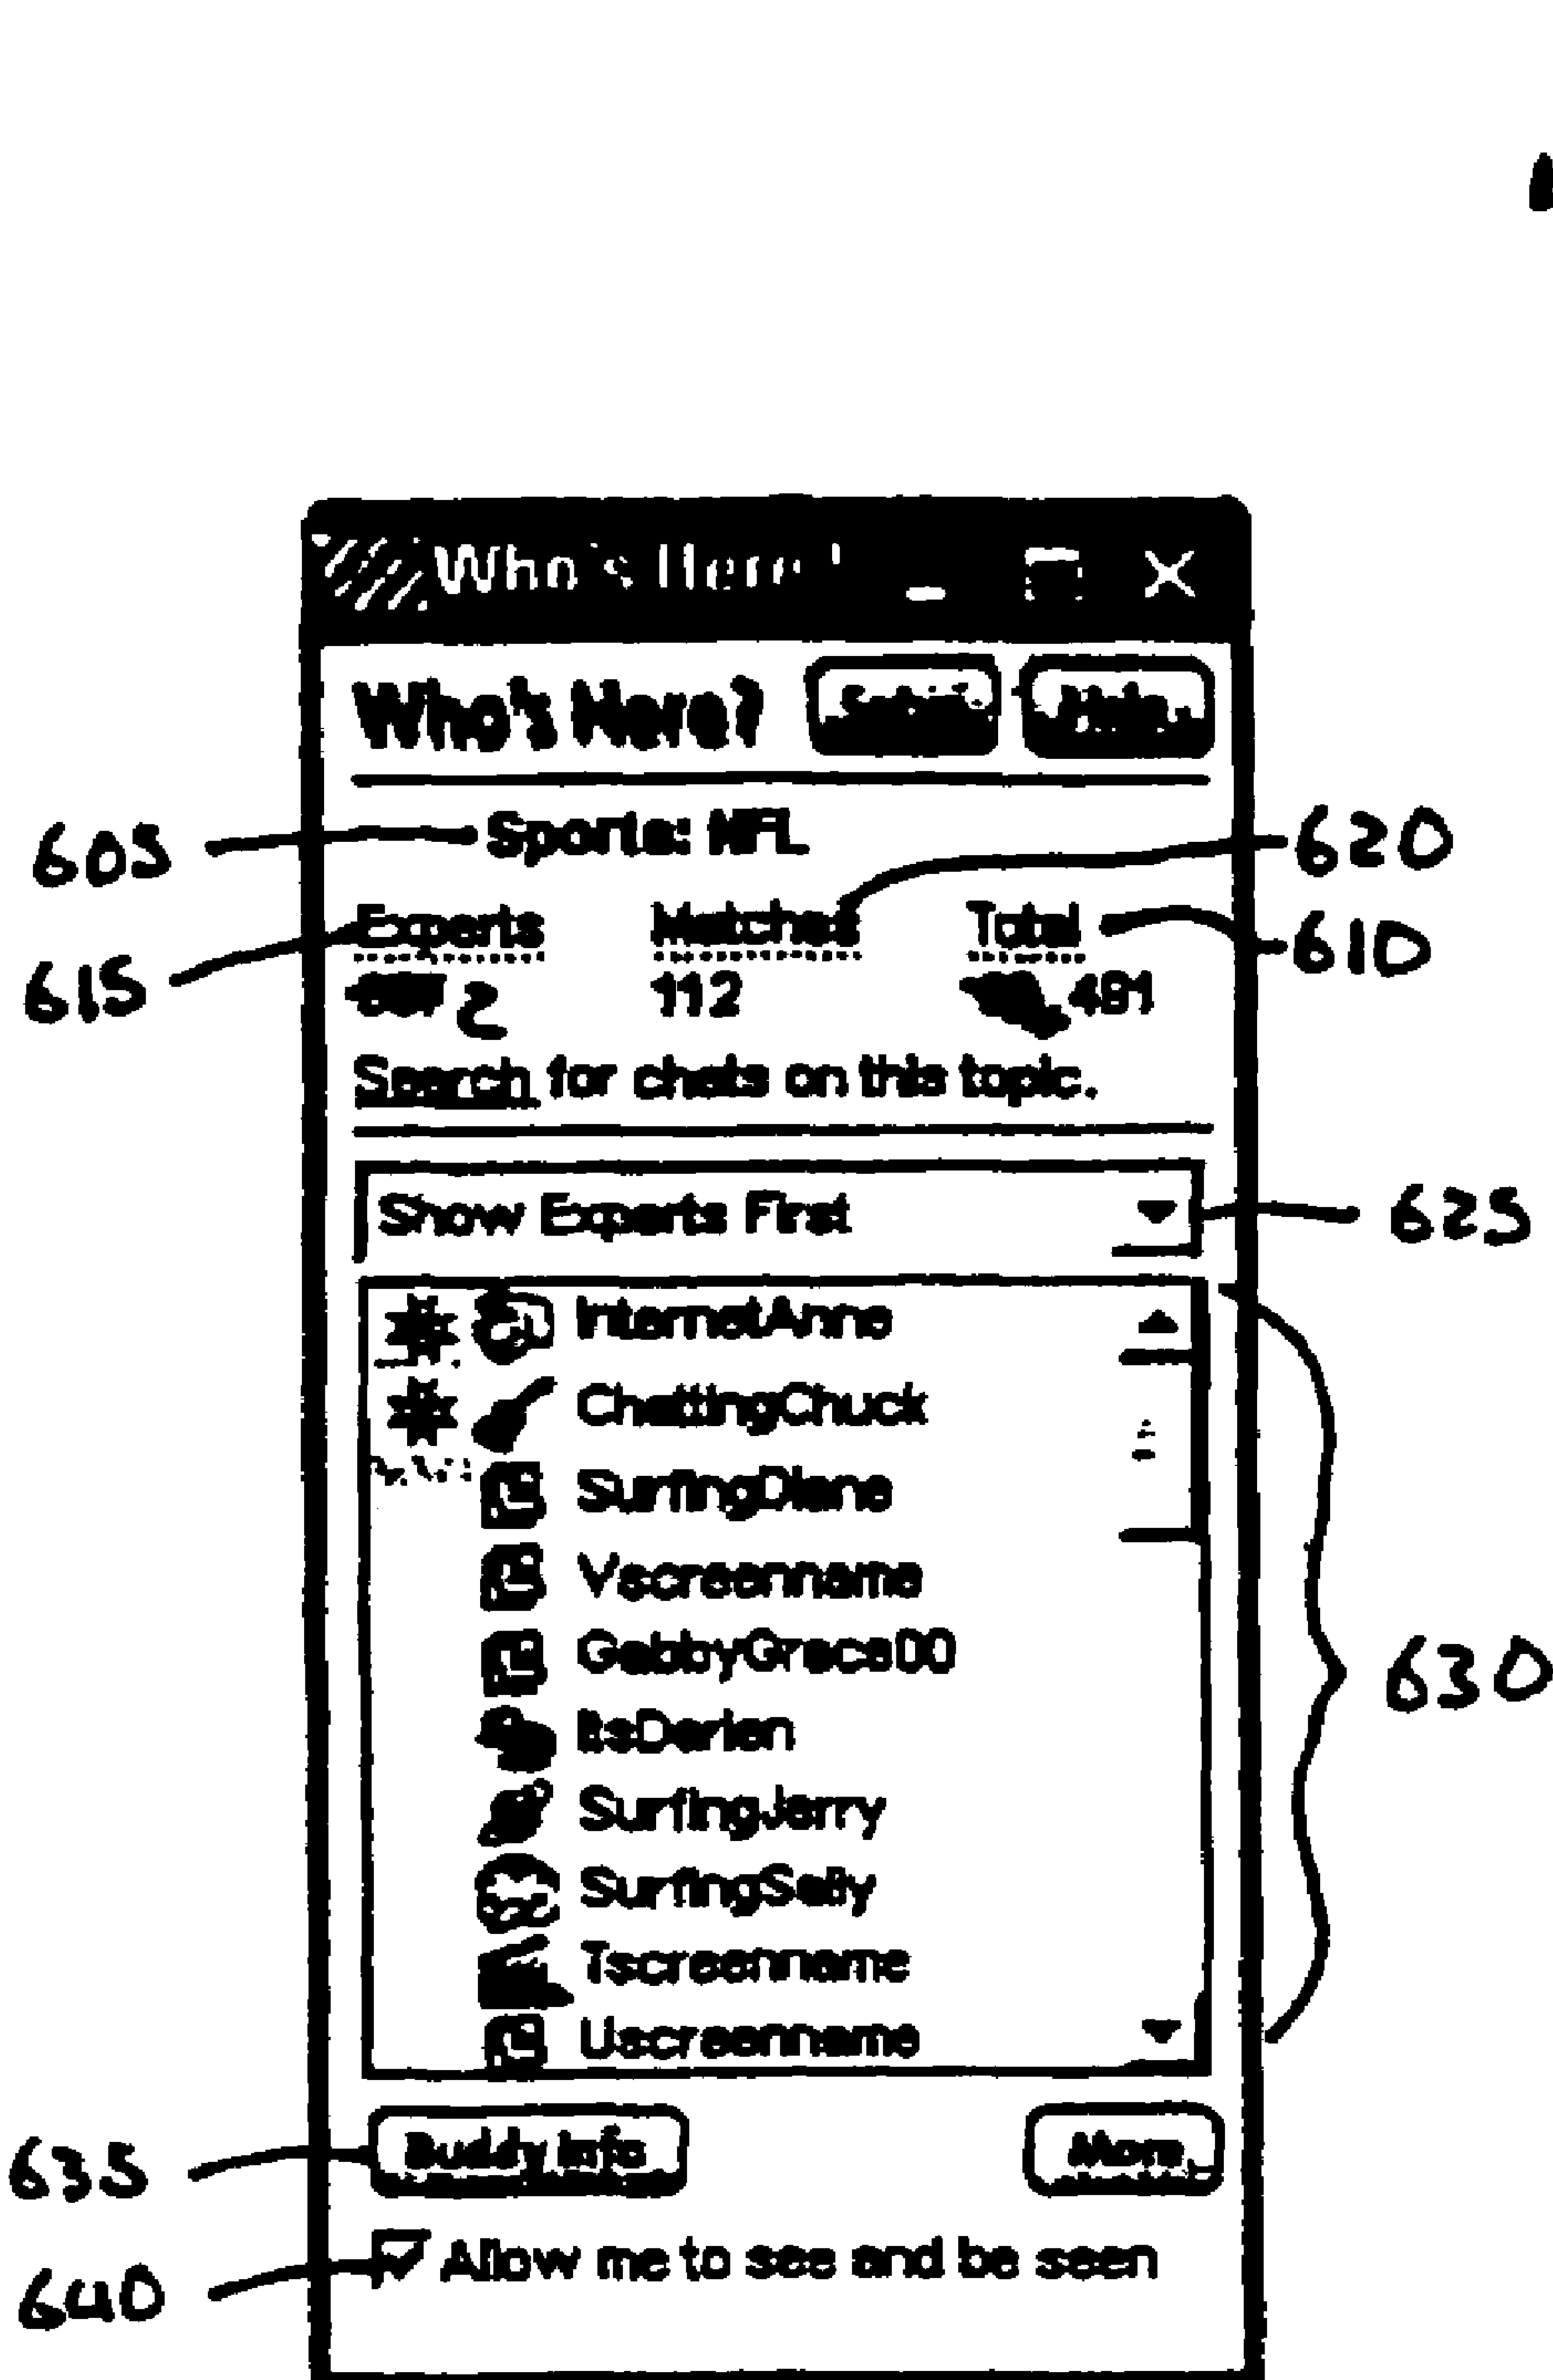 Who's Here
Who's Here?
605 Sports: NFL 620
615 Experts Matches Total 610
2 112 481
Search for chats on this topic.
Show Experts First 625
InternetAnna
ChattingChuck
SurfingDiane
Vscreenname
GabbyGrace00
630
ItsDarien
SurfingJerry
SurfingSally
Tscreenname
Uscreenname
635 Buddy Info More
640 Allow me to see and be seen